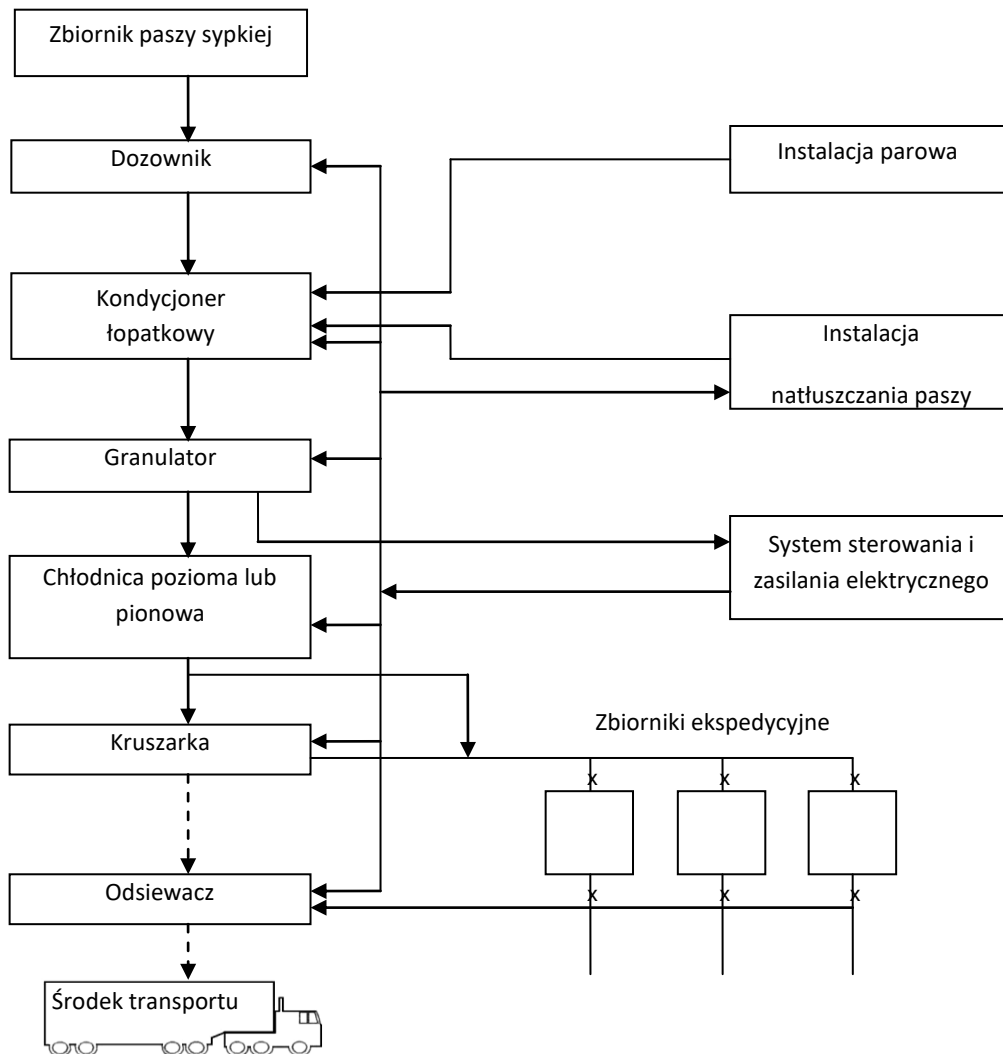 Zbiornik paszy sypkiej
Dozownik
Instalacja parowa
Kondycjoner
łopatkowy
Instalacja
natłuszczania paszy
Granulator
System sterowania i
zasilania elektrycznego
Chłodnica pozioma lub
pionowa
Zbiorniki ekspedycyjne
Kruszarka
x x x
Odsiewacz
x x x
Środek transportu